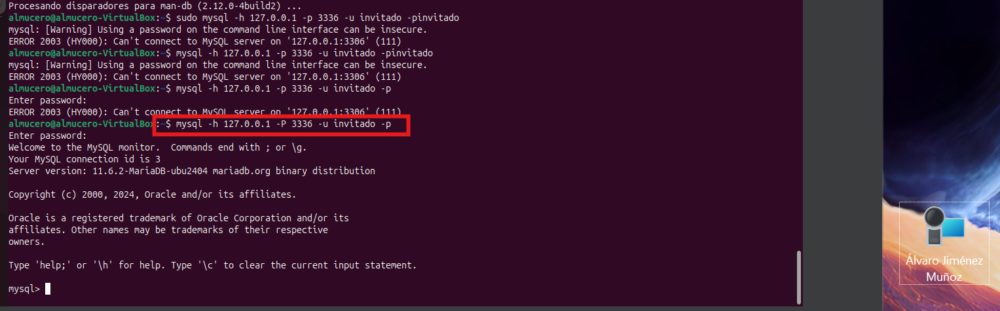 Procesando disparadores para man-db (2.12.0-4build2) ...
almucero@almucero-VirtualBox:~$ sudo mysql -h 127.0.0.1 -p 3336 -u invitado -pinvitado
mysql: [Warning] Using a password on the command line interface can be insecure.
ERROR 2003 (HY000): Can't connect to MySQL server on '127.0.0.1:3306' (111)
almucero@almucero-VirtualBox:~$ mysql -h 127.0.0.1 -p 3336 -u invitado -pinvitado
mysql: [Warning] Using a password on the command line interface can be insecure.
ERROR 2003 (HY000): Can't connect to MySQL server on '127.0.0.1:3306' (111)
almucero@almucero-VirtualBox:~$ mysql -h 127.0.0.1 -p 3336 -u invitado -p
Enter password:
ERROR 2003 (HY000): Can't connect to MySQL server on '127.0.0.1:3306' (111)
almucero@almucero-VirtualBox:~$ mysql -h 127.0.0.1 -P 3336 -u invitado -p
Enter password:
Welcome to the MySQL monitor.  Commands end with ; or \g.
Your MySQL connection id is 3
Server version: 11.6.2-MariaDB-ubu2404 mariadb.org binary distribution
Copyright (c) 2000, 2024, Oracle and/or its affiliates.
Oracle is a registered trademark of Oracle Corporation and/or its
affiliates. Other names may be trademarks of their respective
owners.
Type 'help;' or '\h' for help. Type '\c' to clear the current input statement.
mysql>
Álvaro Jiménez
Muñoz